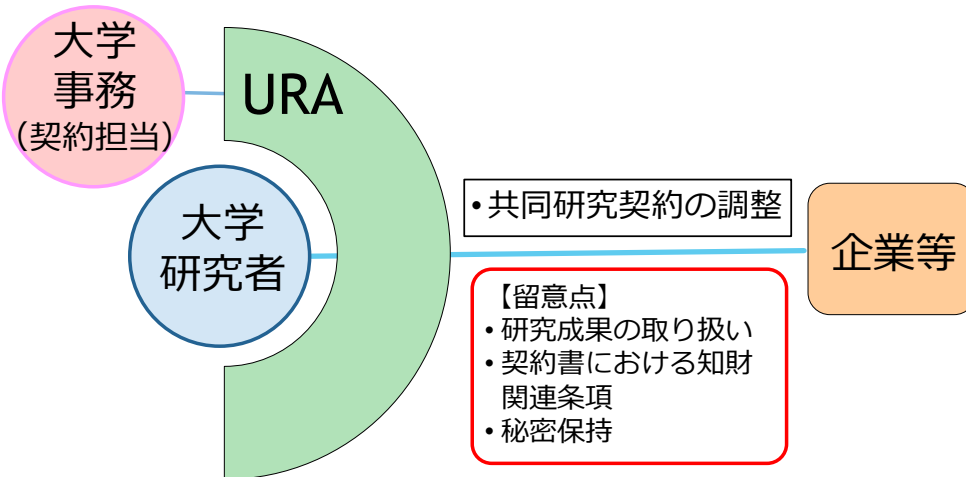 大学
事務
（契約担当）
URA
大学
研究者
•共同研究契約の調整
【留意点】
•研究成果の取り扱い
•契約書における知財
関連条項
•秘密保持
企業等